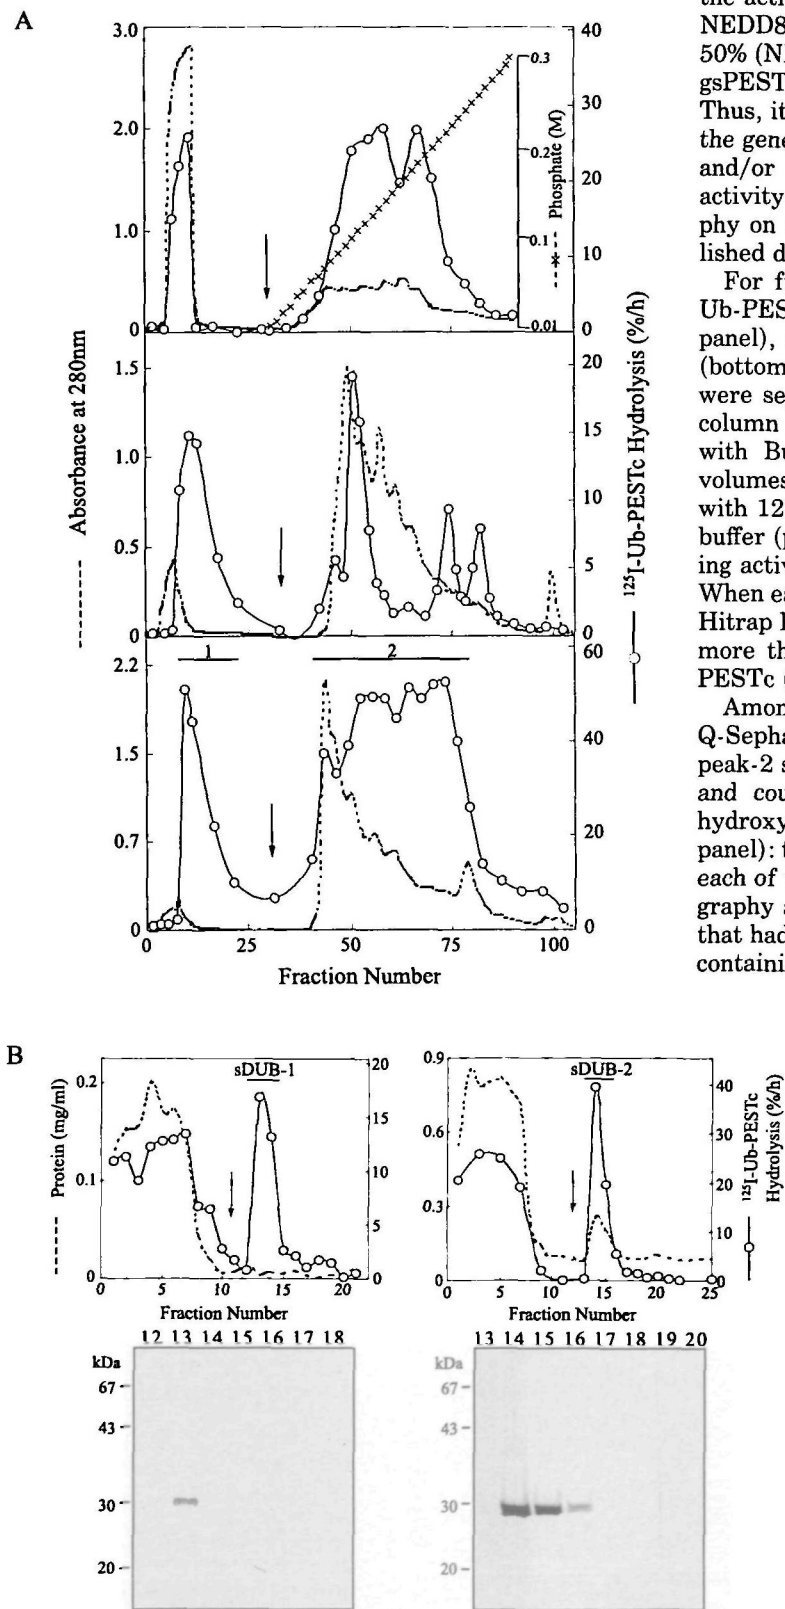 A
3.0
2.0
1.0
0
40
30
20
10
0
0.3
0.2
0.1
0.01
Phosphate (M)
Absorbance at 280nm
125I-Ub-PESTc Hydrolysis (%/h)
1.5
1.0
0.5
0
20
15
10
5
0
1
2
2.2
1.5
0.7
0
60
40
20
0
0
25
50
75
100
Fraction Number
NEDD8
50% (NI
gsPEST
Thus, it
the gene
and/or
activity
phy on
lished d
For f
Ub-PES
panel),
(bottom
were se
column
with Bu
volumes
with 12
buffer (p
ing activ
When ea
Hitrap l
more th
PESTc (
Amon
Q-Sepha
peak-2 s
and cou
hydroxy
panel): t
each of
graphy a
that had
containi
B
sDUB-1
0.2
0.1
0
Protein (mg/ml)
20
15
10
5
0
0 5 10 15 20
Fraction Number
sDUB-2
0.9
0.6
0.3
0
40
30
20
10
0
125I-Ub-PESTc
Hydrolysis (%/h)
0 5 10 15 20 25
Fraction Number
12 13 14 15 16 17 18
kDa
67
43
30
20
13 14 15 16 17 18 19 20
kDa
67
43
30
20